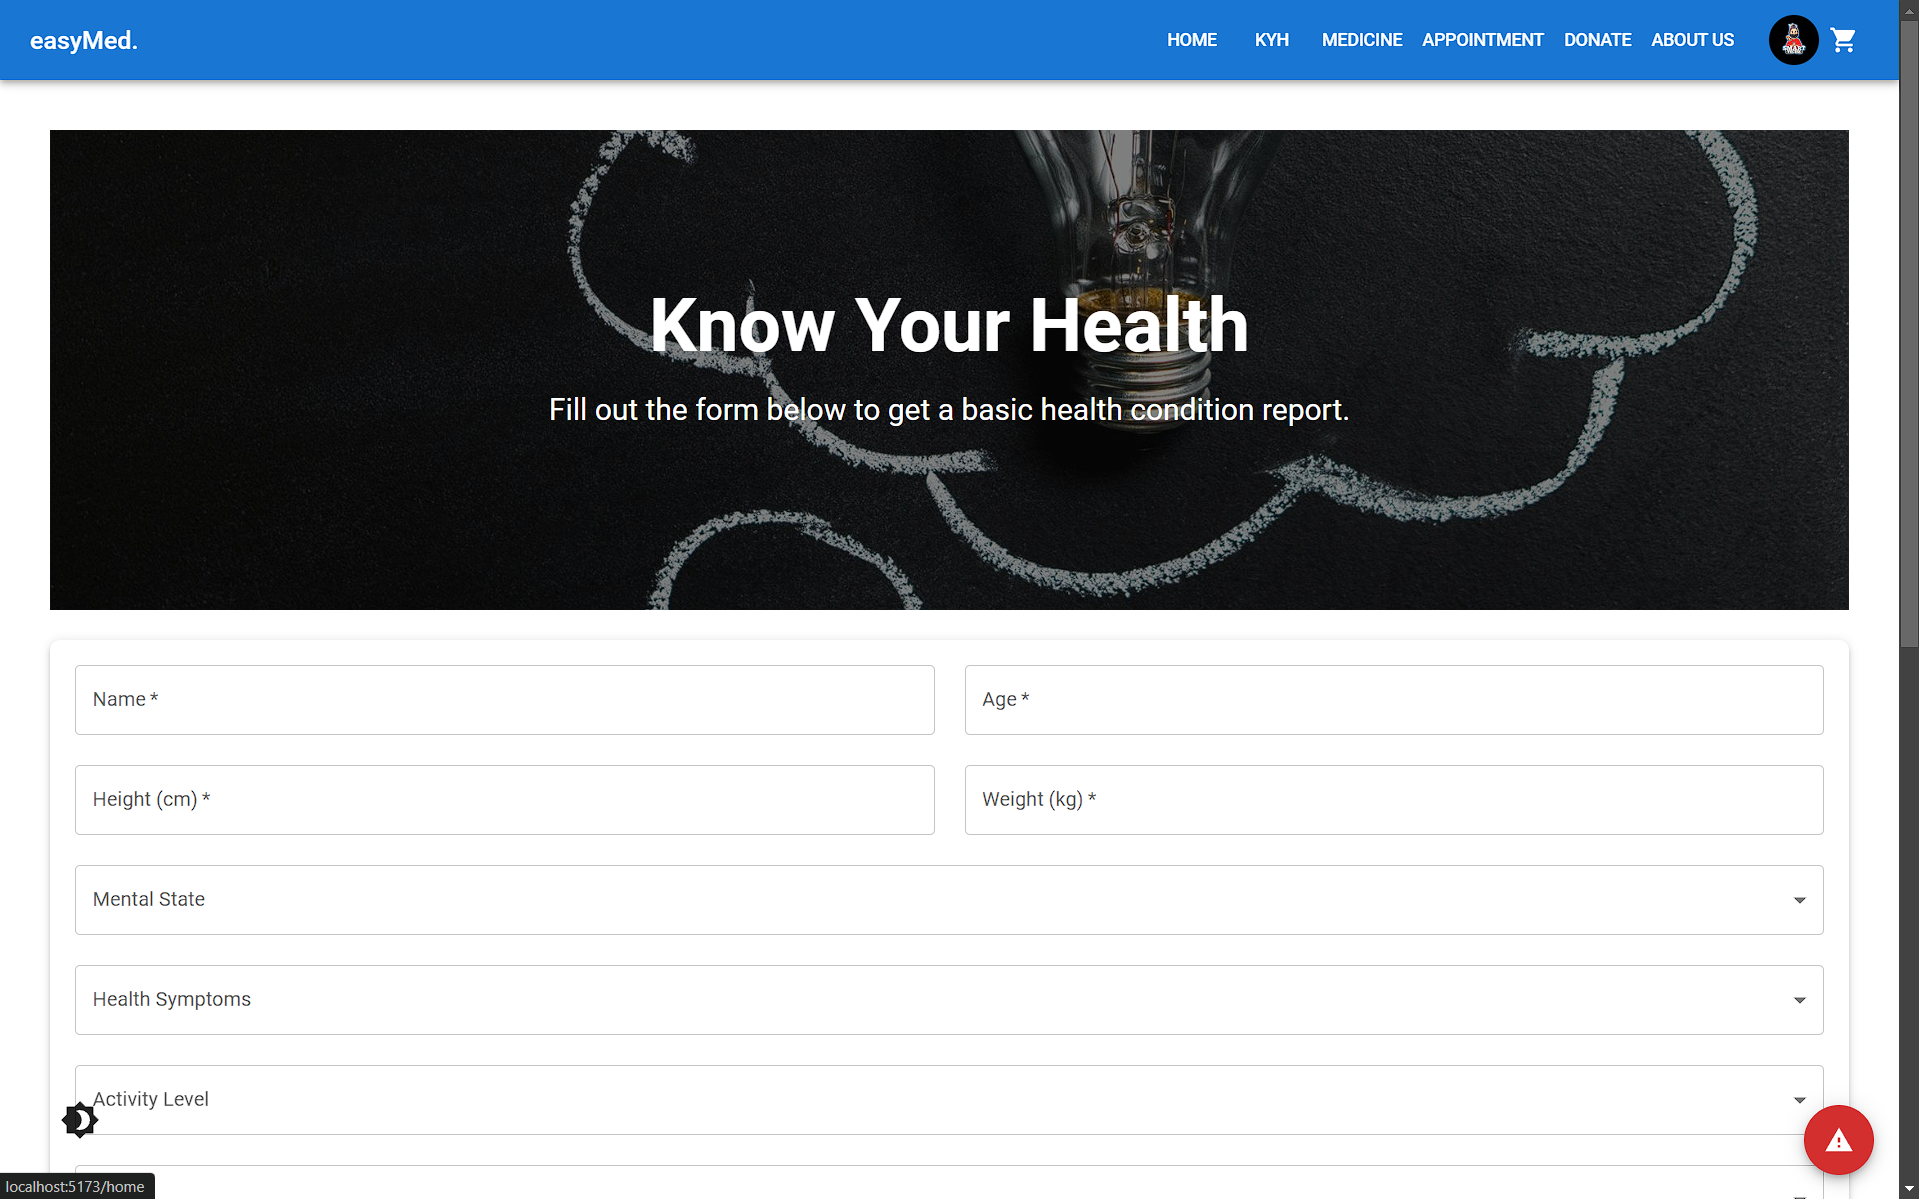 easyMed.
HOME KYH MEDICINE APPOINTMENT DONATE ABOUT US
SMART
Know Your Health
Fill out the form below to get a basic health condition report.
Name *
Age *
Height (cm) *
Weight (kg) *
Mental State
Health Symptoms
Activity Level
localhost:5173/home